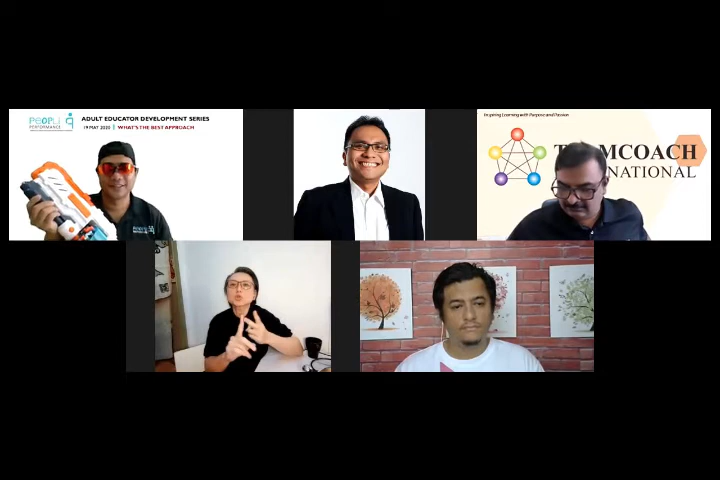 PEOPLE
PERFORMANCE
ADULT EDUCATOR DEVELOPMENT SERIES
19 MAY 2020 | WHAT'S THE BEST APPROACH
Inspiring Learning with Purpose and Passion
T MCOACH
NATIONAL